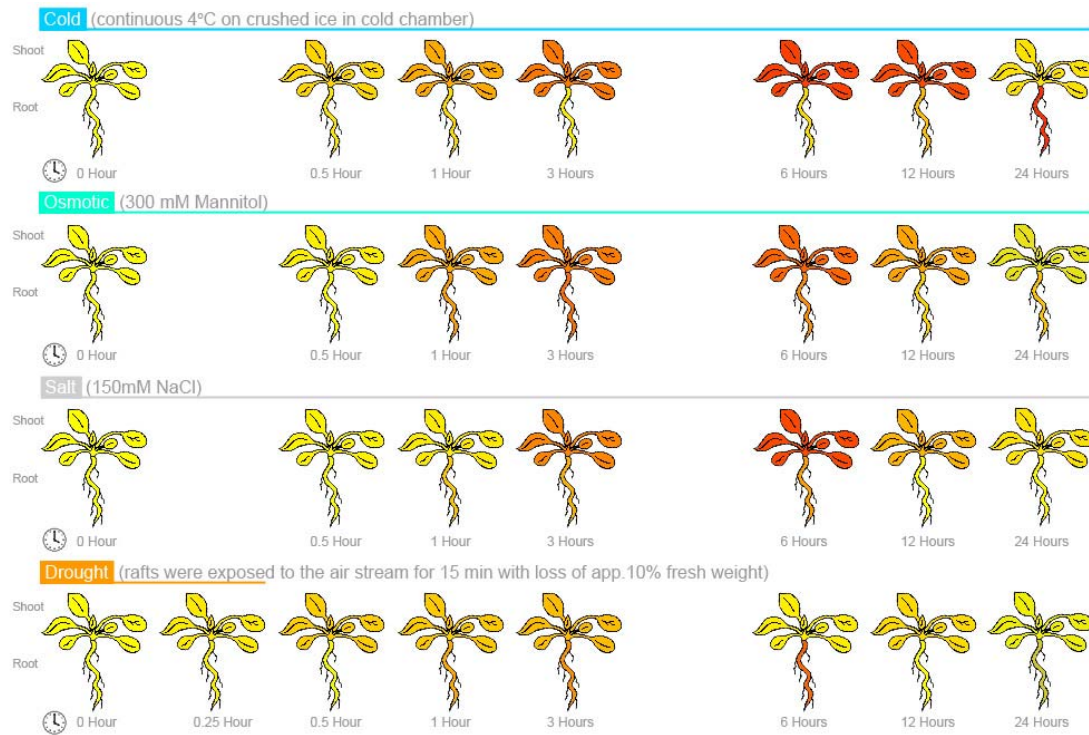 Cold (continuous 4ºC on crushed ice in cold chamber)
Shoot
Root
0 Hour 0.5 Hour 1 Hour 3 Hours 6 Hours 12 Hours 24 Hours
Osmotic (300 mM Mannitol)
Shoot
Root
0 Hour 0.5 Hour 1 Hour 3 Hours 6 Hours 12 Hours 24 Hours
Salt (150mM NaCl)
Shoot
Root
0 Hour 0.5 Hour 1 Hour 3 Hours 6 Hours 12 Hours 24 Hours
Drought (rafts were exposed to the air stream for 15 min with loss of app.10% fresh weight)
Shoot
Root
0 Hour 0.25 Hour 0.5 Hour 1 Hour 3 Hours 6 Hours 12 Hours 24 Hours